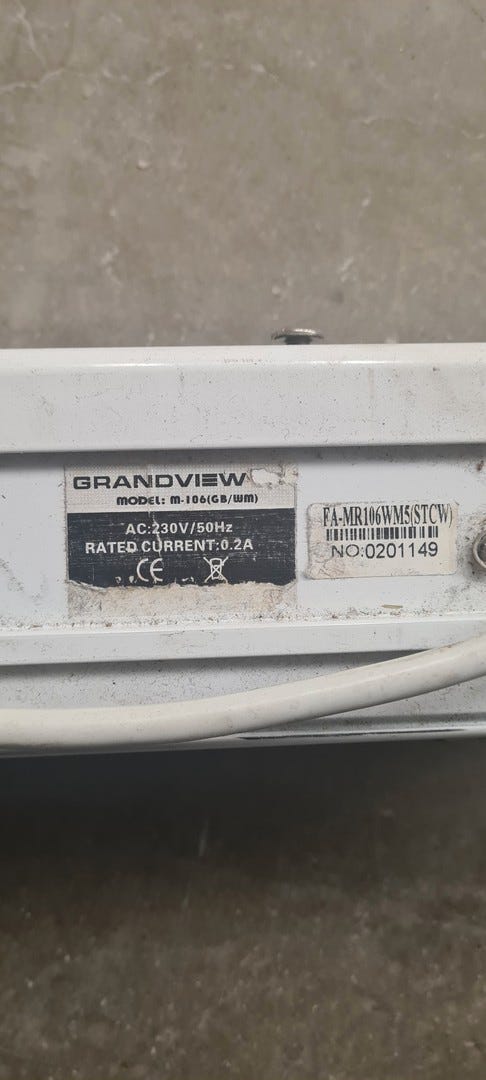 GRANDVIEW
MODEL: M-106(GB/WM)
AC:230V/50Hz
RATED CURRENT:0.2A
CE
FA-MR106WM5(STCW)
NO:0201149